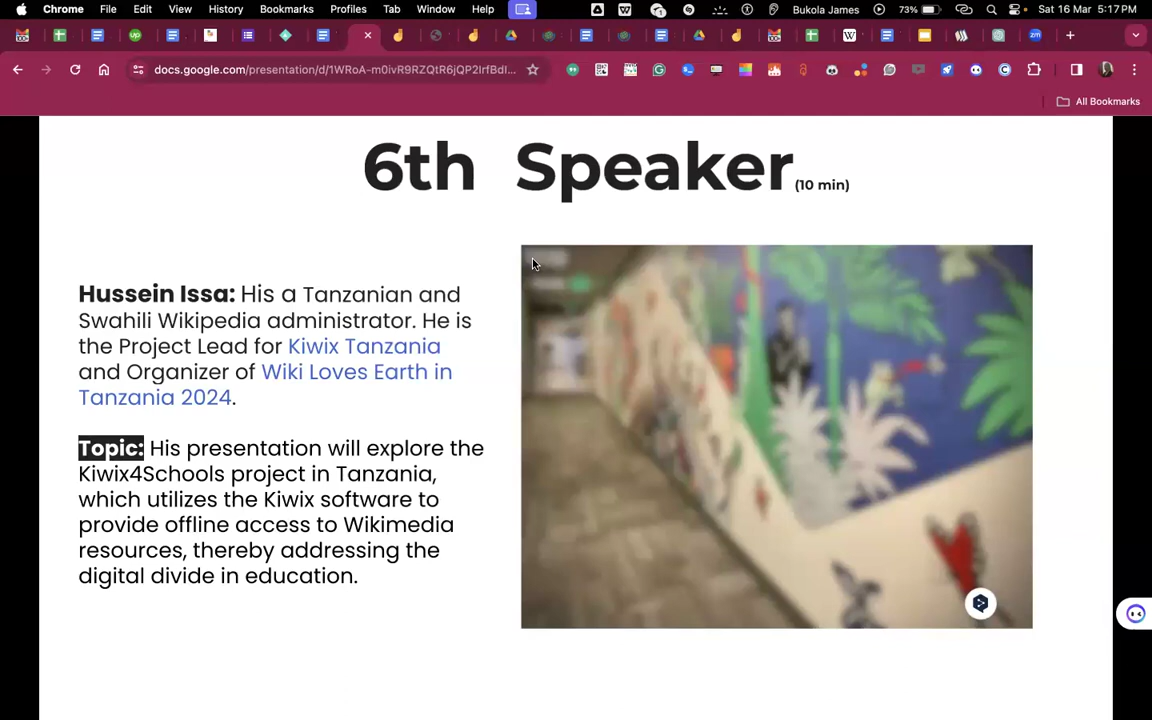 Chrome File Edit View History Bookmarks Profiles Tab Window Help 73% Bukola James Sat 16 Mar 5:17 PM
docs.google.com/presentation/d/1WRoA-m0ivR9RZQtR6jQP2IrfBdI...
All Bookmarks
6th Speaker (10 min)
Hussein Issa: His a Tanzanian and
Swahili Wikipedia administrator. He is
the Project Lead for Kiwix Tanzania
and Organizer of Wiki Loves Earth in
Tanzania 2024.
Topic: His presentation will explore the
Kiwix4Schools project in Tanzania,
which utilizes the Kiwix software to
provide offline access to Wikimedia
resources, thereby addressing the
digital divide in education.